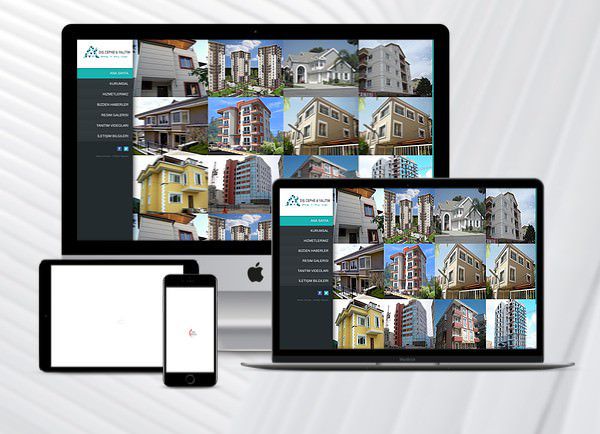 DIŞ CEPHE & YALITIM
ANA SAYFA
KURUMSAL
HİZMETLERİMİZ
BİZDEN HABERLER
RESİM GALERİSİ
TANITIM VİDEOLARI
İLETİŞİM BİLGİLERİ
DIŞ CEPHE & YALITIM
ANA SAYFA
KURUMSAL
HİZMETLERİMİZ
BİZDEN HABERLER
RESİM GALERİSİ
TANITIM VİDEOLARI
İLETİŞİM BİLGİLERİ
MacBook